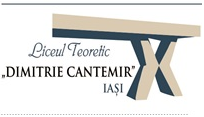 Liceul Teoretic
„DIMITRIE CANTEMIR”
IAȘI